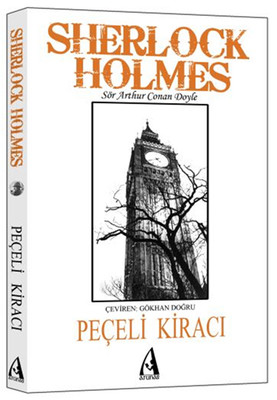 SHERLOCK
HOLMES
Sör Arthur Conan Doyle
ÇEVİREN: GÖKHAN DOĞRU
PEÇELİ KİRACI
SHERLOCK HOLMES
PEÇELİ KİRACI